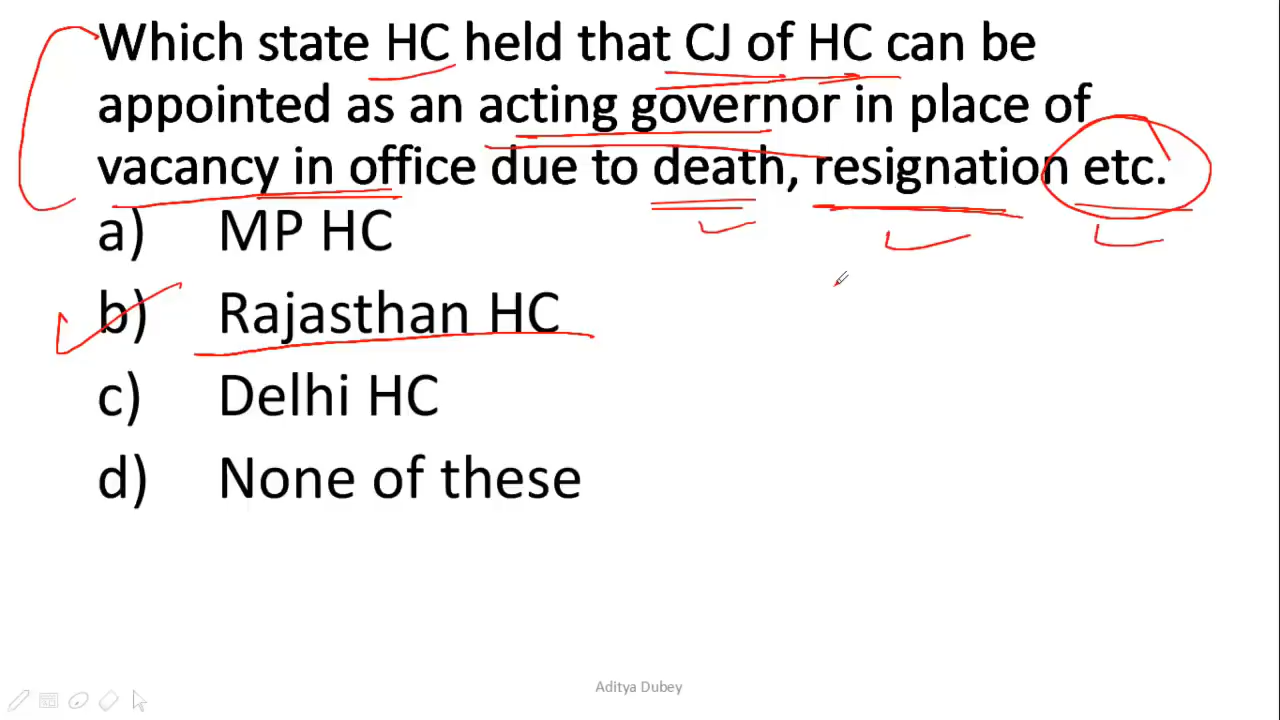 Which state HC held that CJ of HC can be
appointed as an acting governor in place of
vacancy in office due to death, resignation etc.
a) MP HC
b) Rajasthan HC
c) Delhi HC
d) None of these
Aditya Dubey